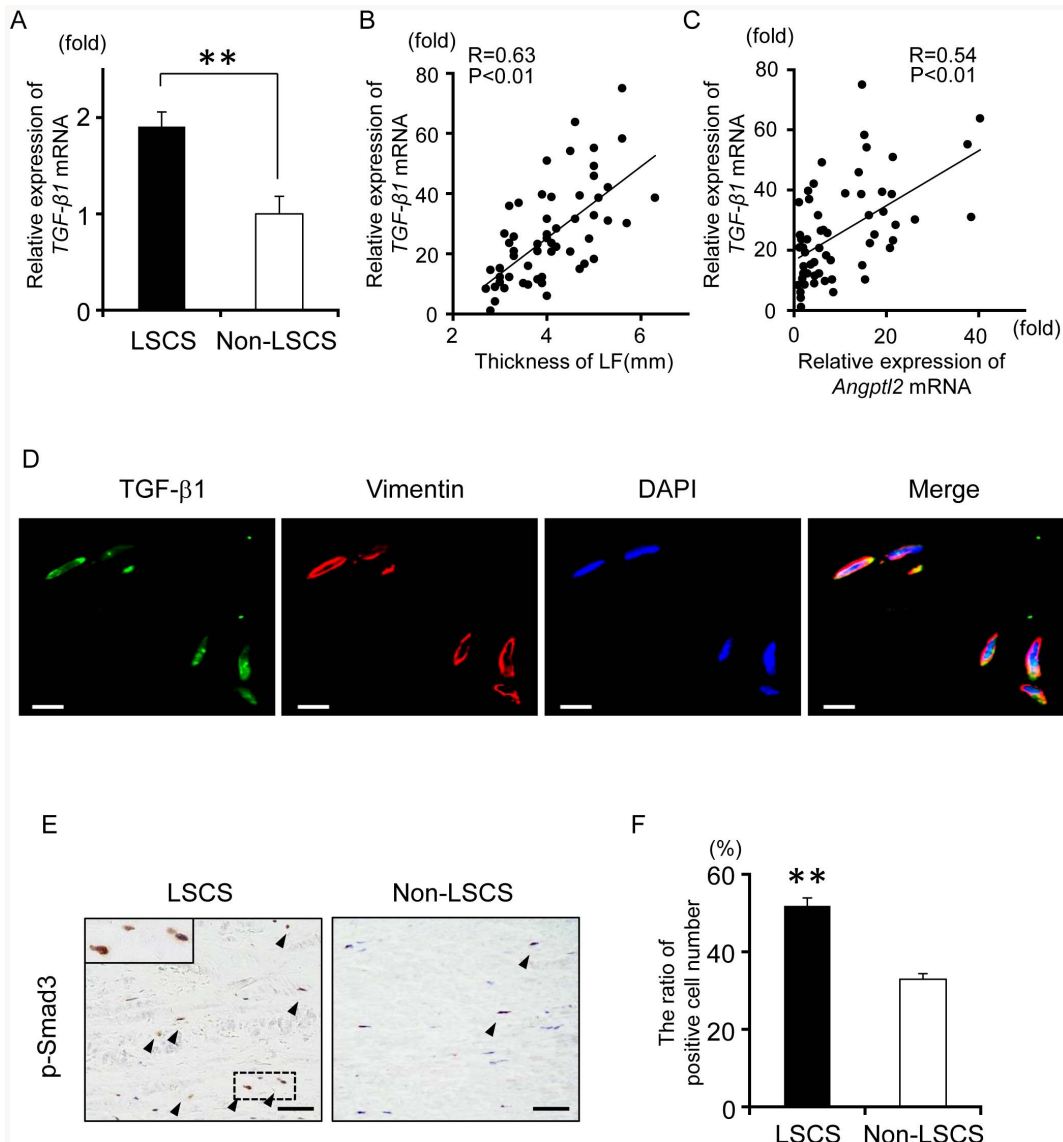 A
(fold)
**
Relative expression of
TGF-β1 mRNA
2
1
0
LSCS
Non-LSCS
B
(fold)
R=0.63
P<0.01
Relative expression of
TGF-β1 mRNA
80
60
40
20
0
2
4
6
Thickness of LF(mm)
C
(fold)
R=0.54
P<0.01
Relative expression of
TGF-β1 mRNA
80
60
40
20
0
0
20
40
(fold)
Relative expression of
Angptl2 mRNA
D
TGF-β1
Vimentin
DAPI
Merge
E
LSCS
Non-LSCS
p-Smad3
F
(%)
**
The ratio of
positive cell number
60
40
20
0
LSCS
Non-LSCS